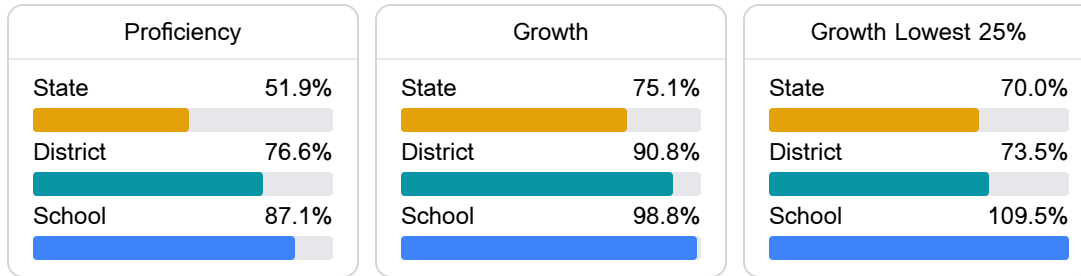 Proficiency
State 51.9%
District 76.6%
School 87.1%
Growth
State 75.1%
District 90.8%
School 98.8%
Growth Lowest 25%
State 70.0%
District 73.5%
School 109.5%